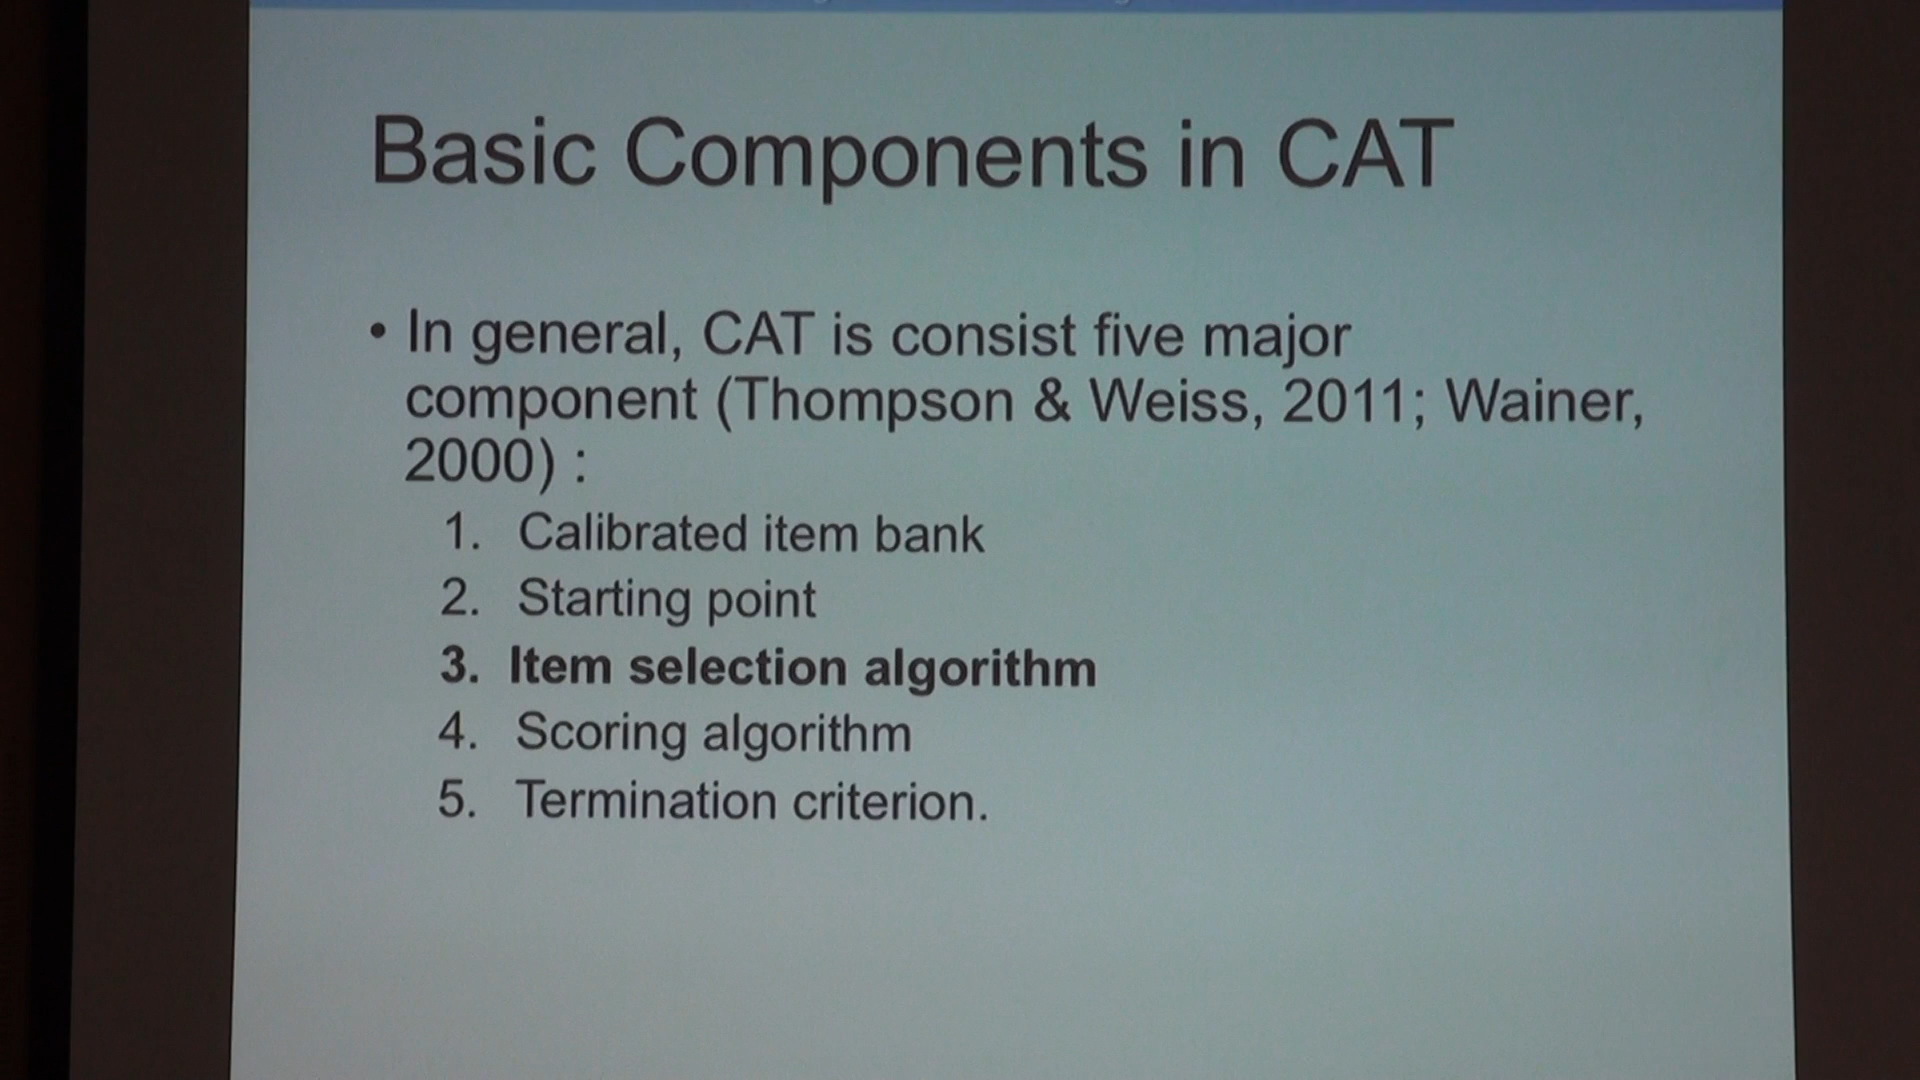 Basic Components in CAT
• In general, CAT is consist five major
component (Thompson & Weiss, 2011; Wainer,
2000) :
1. Calibrated item bank
2. Starting point
3. Item selection algorithm
4. Scoring algorithm
5. Termination criterion.